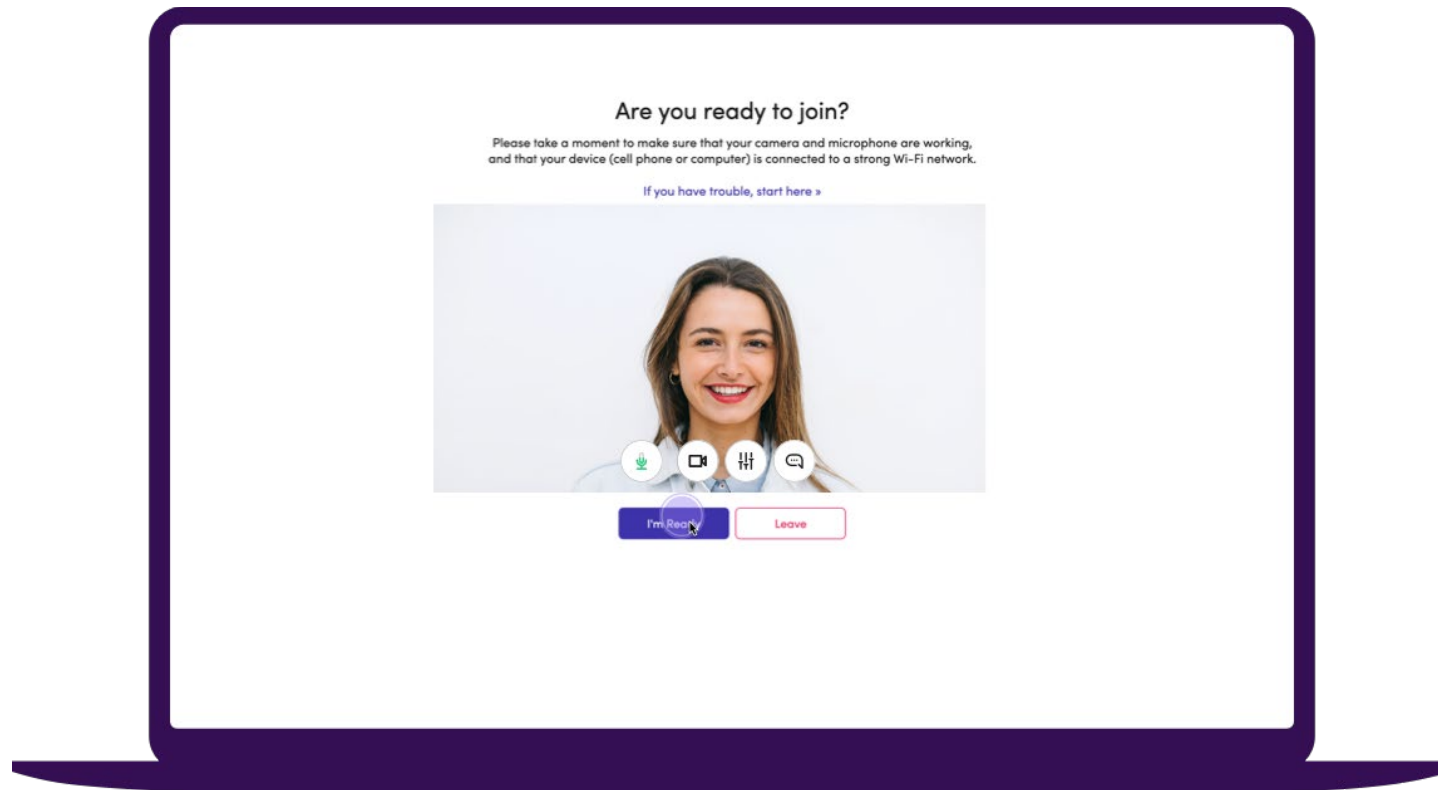 Are you ready to join?
Please take a moment to make sure that your camera and microphone are working,
and that your device (cell phone or computer) is connected to a strong Wi-Fi network.
If you have trouble, start here »
I'm Ready
Leave